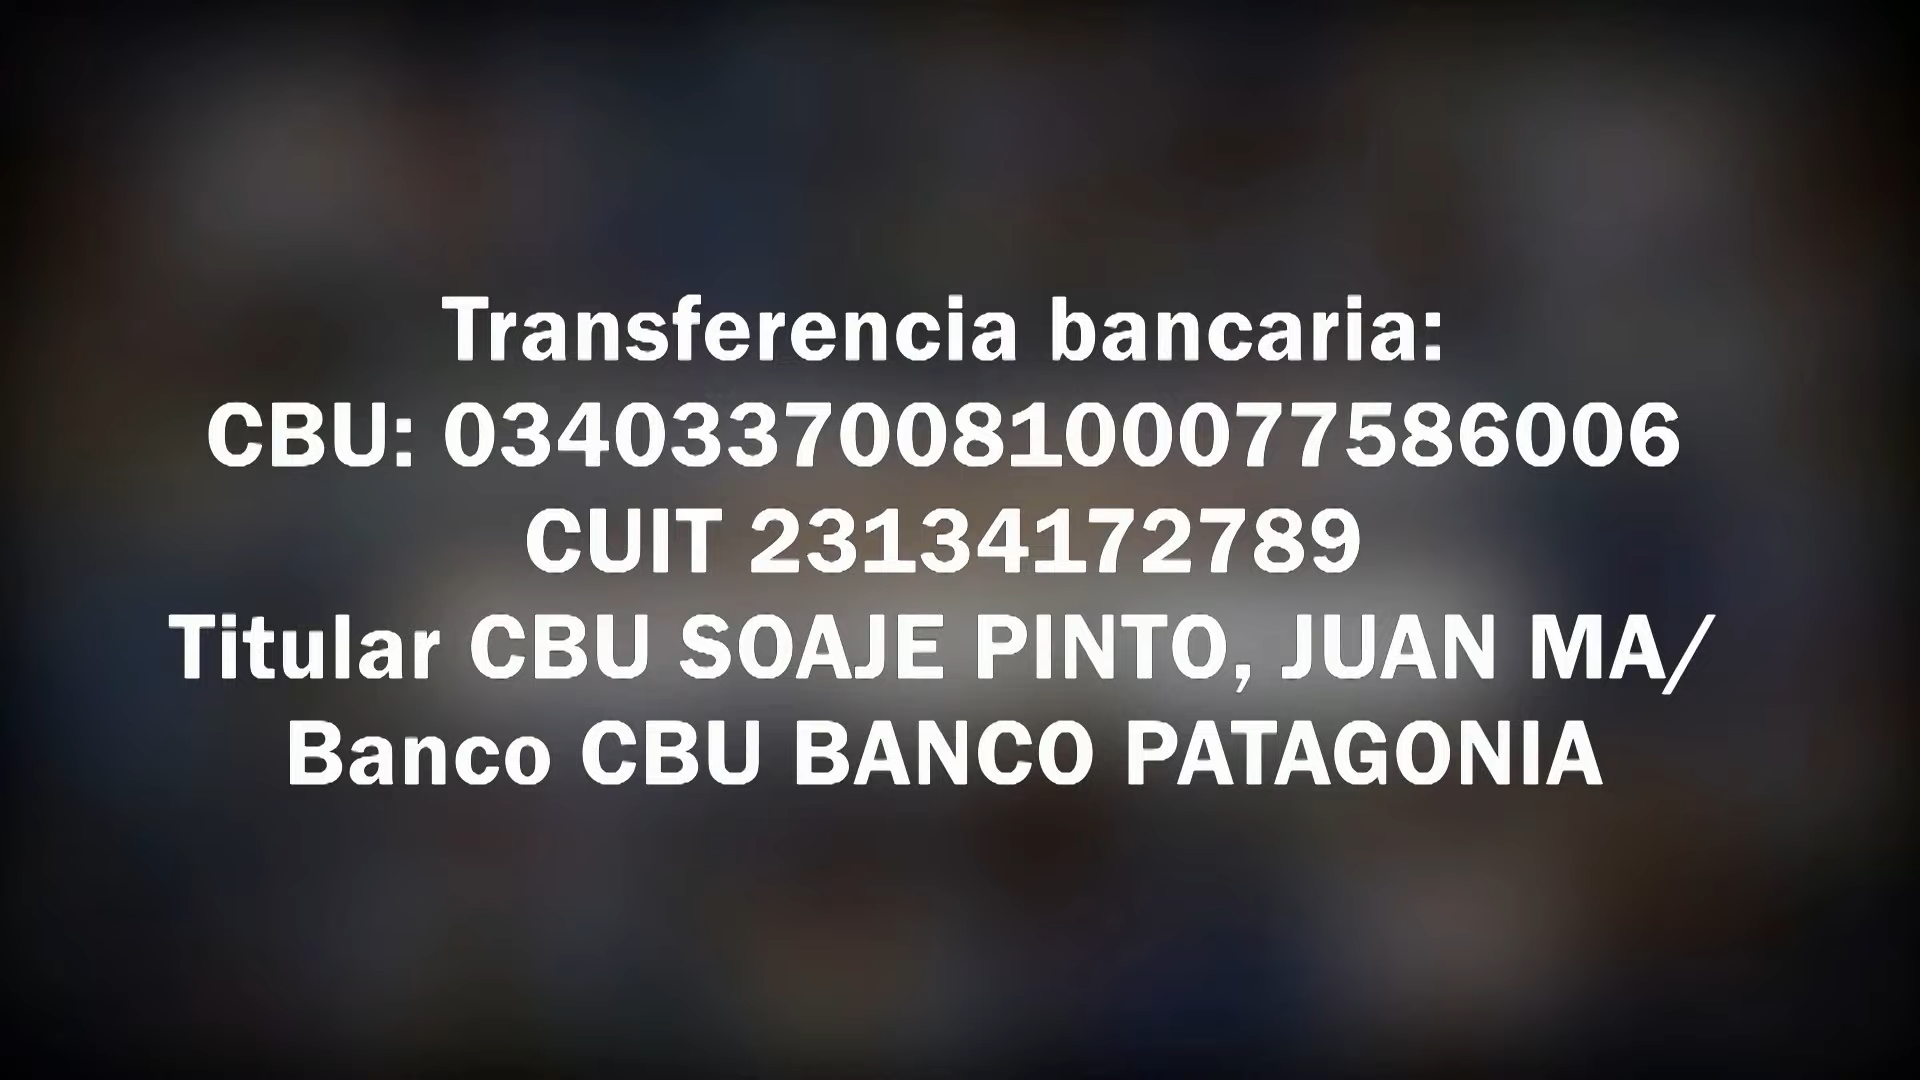 Transferencia bancaria:
CBU: 0340337008100077586006
CUIT 23134172789
Titular CBU SOAJE PINTO, JUAN MA/
Banco CBU BANCO PATAGONIA